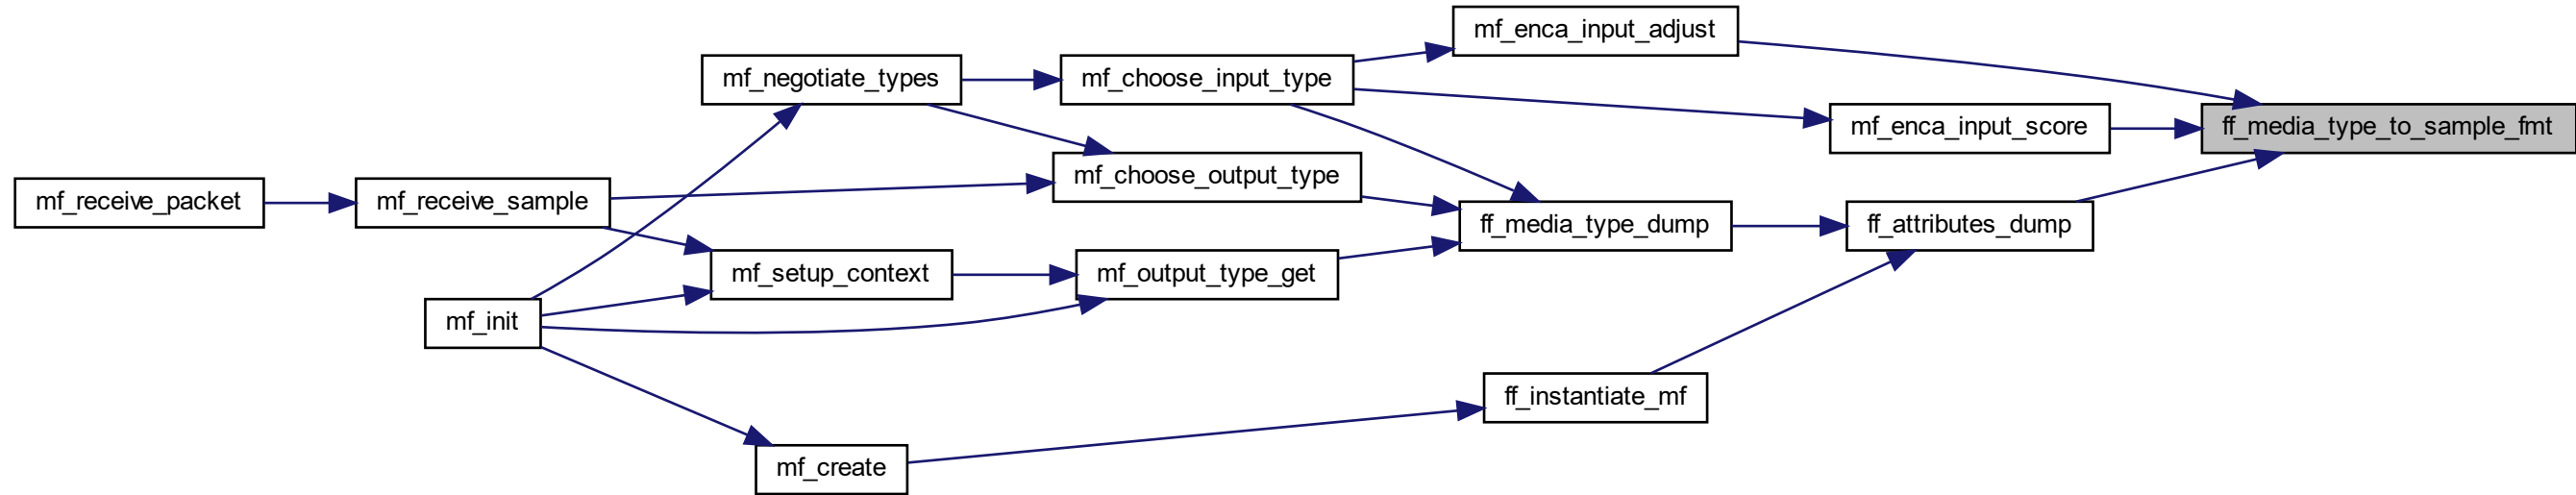 mf_enca_input_adjust
mf_negotiate_types
mf_choose_input_type
mf_enca_input_score
ff_media_type_to_sample_fmt
mf_choose_output_type
mf_receive_packet
mf_receive_sample
ff_media_type_dump
ff_attributes_dump
mf_setup_context
mf_output_type_get
mf_init
ff_instantiate_mf
mf_create